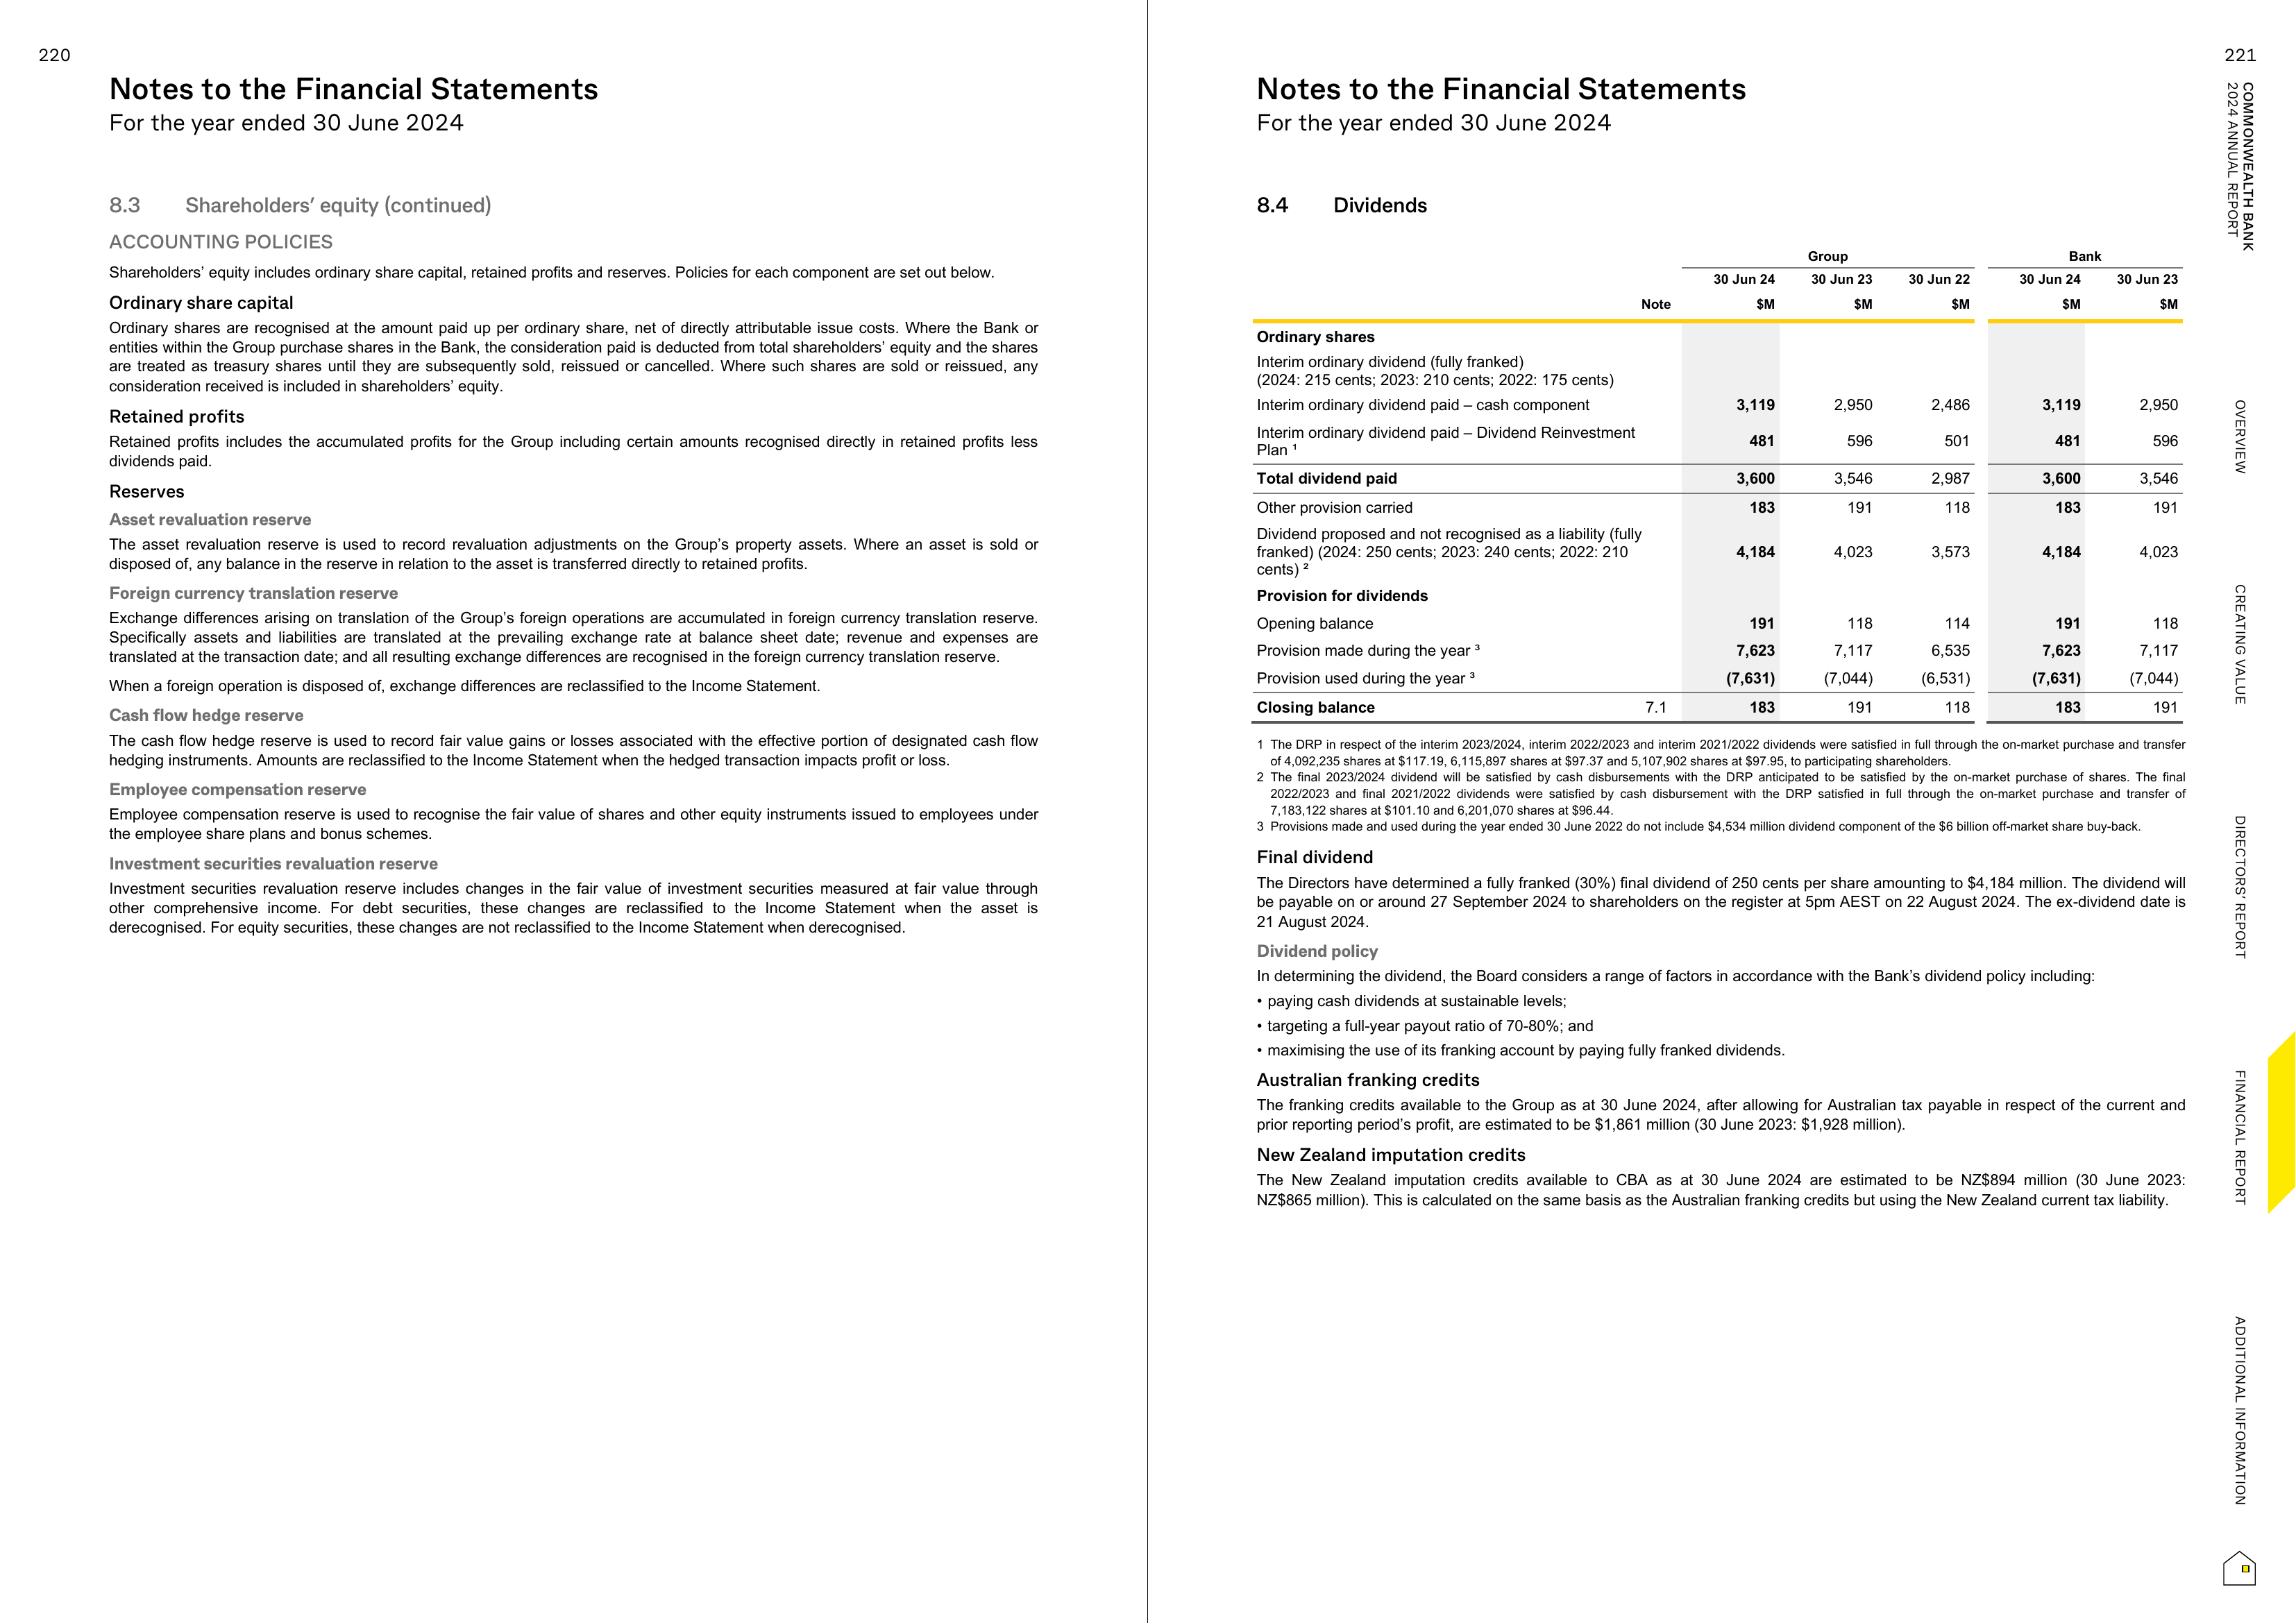 220
Notes to the Financial Statements
For the year ended 30 June 2024
8.3 Shareholders’ equity (continued)
ACCOUNTING POLICIES
Shareholders’ equity includes ordinary share capital, retained profits and reserves. Policies for each component are set out below.
Ordinary share capital
Ordinary shares are recognised at the amount paid up per ordinary share, net of directly attributable issue costs. Where the Bank or
entities within the Group purchase shares in the Bank, the consideration paid is deducted from total shareholders’ equity and the shares
are treated as treasury shares until they are subsequently sold, reissued or cancelled. Where such shares are sold or reissued, any
consideration received is included in shareholders’ equity.
Retained profits
Retained profits includes the accumulated profits for the Group including certain amounts recognised directly in retained profits less
dividends paid.
Reserves
Asset revaluation reserve
The asset revaluation reserve is used to record revaluation adjustments on the Group’s property assets. Where an asset is sold or
disposed of, any balance in the reserve in relation to the asset is transferred directly to retained profits.
Foreign currency translation reserve
Exchange differences arising on translation of the Group’s foreign operations are accumulated in foreign currency translation reserve.
Specifically assets and liabilities are translated at the prevailing exchange rate at balance sheet date; revenue and expenses are
translated at the transaction date; and all resulting exchange differences are recognised in the foreign currency translation reserve.
When a foreign operation is disposed of, exchange differences are reclassified to the Income Statement.
Cash flow hedge reserve
The cash flow hedge reserve is used to record fair value gains or losses associated with the effective portion of designated cash flow
hedging instruments. Amounts are reclassified to the Income Statement when the hedged transaction impacts profit or loss.
Employee compensation reserve
Employee compensation reserve is used to recognise the fair value of shares and other equity instruments issued to employees under
the employee share plans and bonus schemes.
Investment securities revaluation reserve
Investment securities revaluation reserve includes changes in the fair value of investment securities measured at fair value through
other comprehensive income. For debt securities, these changes are reclassified to the Income Statement when the asset is
derecognised. For equity securities, these changes are not reclassified to the Income Statement when derecognised.
221
Notes to the Financial Statements
For the year ended 30 June 2024
8.4 Dividends
Group Bank
30 Jun 24 30 Jun 23 30 Jun 22 30 Jun 24 30 Jun 23
Note $M $M $M $M $M
Ordinary shares
Interim ordinary dividend (fully franked)
(2024: 215 cents; 2023: 210 cents; 2022: 175 cents)
Interim ordinary dividend paid – cash component 3,119 2,950 2,486 3,119 2,950
Interim ordinary dividend paid – Dividend Reinvestment
Plan ¹ 481 596 501 481 596
Total dividend paid 3,600 3,546 2,987 3,600 3,546
Other provision carried 183 191 118 183 191
Dividend proposed and not recognised as a liability (fully
franked) (2024: 250 cents; 2023: 240 cents; 2022: 210 4,184 4,023 3,573 4,184 4,023
cents) ²
Provision for dividends
Opening balance 191 118 114 191 118
Provision made during the year ³ 7,623 7,117 6,535 7,623 7,117
Provision used during the year ³ (7,631) (7,044) (6,531) (7,631) (7,044)
Closing balance 7.1 183 191 118 183 191
1 The DRP in respect of the interim 2023/2024, interim 2022/2023 and interim 2021/2022 dividends were satisfied in full through the on-market purchase and transfer
of 4,092,235 shares at $117.19, 6,115,897 shares at $97.37 and 5,107,902 shares at $97.95, to participating shareholders.
2 The final 2023/2024 dividend will be satisfied by cash disbursements with the DRP anticipated to be satisfied by the on-market purchase of shares. The final
2022/2023 and final 2021/2022 dividends were satisfied by cash disbursement with the DRP satisfied in full through the on-market purchase and transfer of
7,183,122 shares at $101.10 and 6,201,070 shares at $96.44.
3 Provisions made and used during the year ended 30 June 2022 do not include $4,534 million dividend component of the $6 billion off-market share buy-back.
Final dividend
The Directors have determined a fully franked (30%) final dividend of 250 cents per share amounting to $4,184 million. The dividend will
be payable on or around 27 September 2024 to shareholders on the register at 5pm AEST on 22 August 2024. The ex-dividend date is
21 August 2024.
Dividend policy
In determining the dividend, the Board considers a range of factors in accordance with the Bank’s dividend policy including:
• paying cash dividends at sustainable levels;
• targeting a full-year payout ratio of 70-80%; and
• maximising the use of its franking account by paying fully franked dividends.
Australian franking credits
The franking credits available to the Group as at 30 June 2024, after allowing for Australian tax payable in respect of the current and
prior reporting period’s profit, are estimated to be $1,861 million (30 June 2023: $1,928 million).
New Zealand imputation credits
The New Zealand imputation credits available to CBA as at 30 June 2024 are estimated to be NZ$894 million (30 June 2023:
NZ$865 million). This is calculated on the same basis as the Australian franking credits but using the New Zealand current tax liability.
COMMONWEALTH BANK
2024 ANNUAL REPORT
OVERVIEW
CREATING VALUE
DIRECTORS’ REPORT
FINANCIAL REPORT
ADDITIONAL INFORMATION